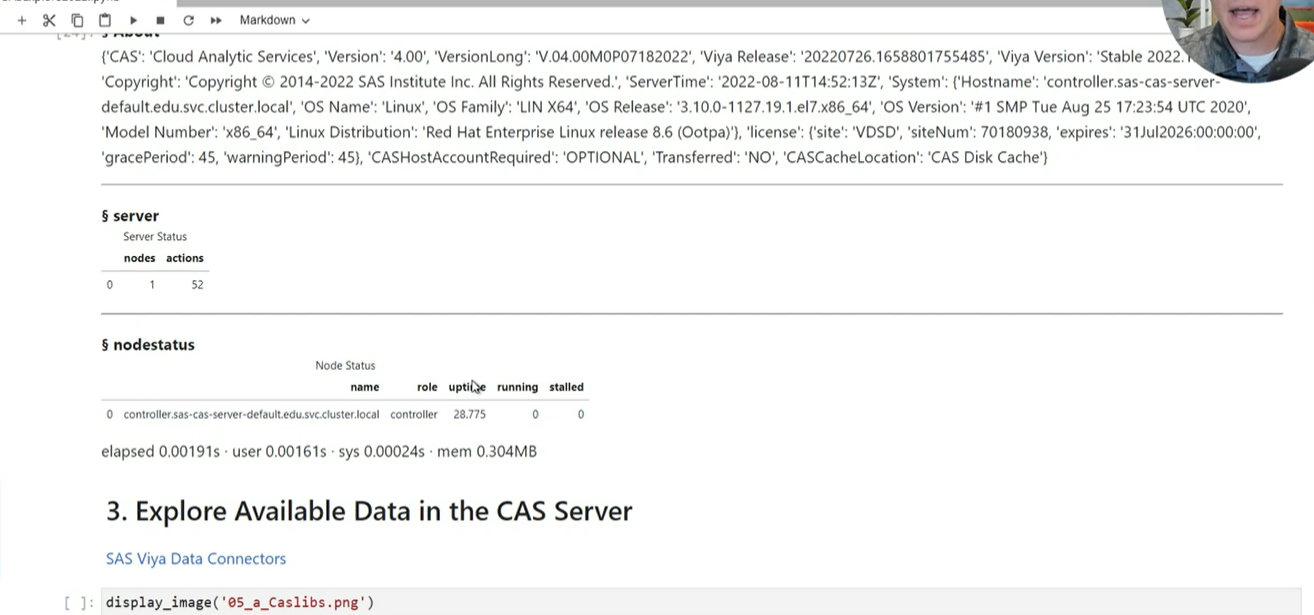 Markdown
§ About
{'CAS': 'Cloud Analytic Services', 'Version': '4.00', 'VersionLong': 'V.04.00M0P07182022', 'Viya Release': '20220726.1658801755485', 'Viya Version': 'Stable 2022.
'Copyright': 'Copyright © 2014-2022 SAS Institute Inc. All Rights Reserved.', 'ServerTime': '2022-08-11T14:52:13Z', 'System': {'Hostname': 'controller.sas-cas-server-
default.edu.svc.cluster.local', 'OS Name': 'Linux', 'OS Family': 'LIN X64', 'OS Release': '3.10.0-1127.19.1.el7.x86_64', 'OS Version': '#1 SMP Tue Aug 25 17:23:54 UTC 2020',
'Model Number': 'x86_64', 'Linux Distribution': 'Red Hat Enterprise Linux release 8.6 (Ootpa)'}, 'license': {'site': 'VDSD', 'siteNum': 70180938, 'expires': '31Jul2026:00:00:00',
'gracePeriod': 45, 'warningPeriod': 45}, 'CASHostAccountRequired': 'OPTIONAL', 'Transferred': 'NO', 'CASCacheLocation': 'CAS Disk Cache'}
§ server
Server Status
nodes actions
0 1 52
§ nodestatus
Node Status
name role uptime running stalled
0 controller.sas-cas-server-default.edu.svc.cluster.local controller 28.775 0 0
elapsed 0.00191s · user 0.00161s · sys 0.00024s · mem 0.304MB
3. Explore Available Data in the CAS Server
SAS Viya Data Connectors
[ ]: display_image('05_a_Caslibs.png')